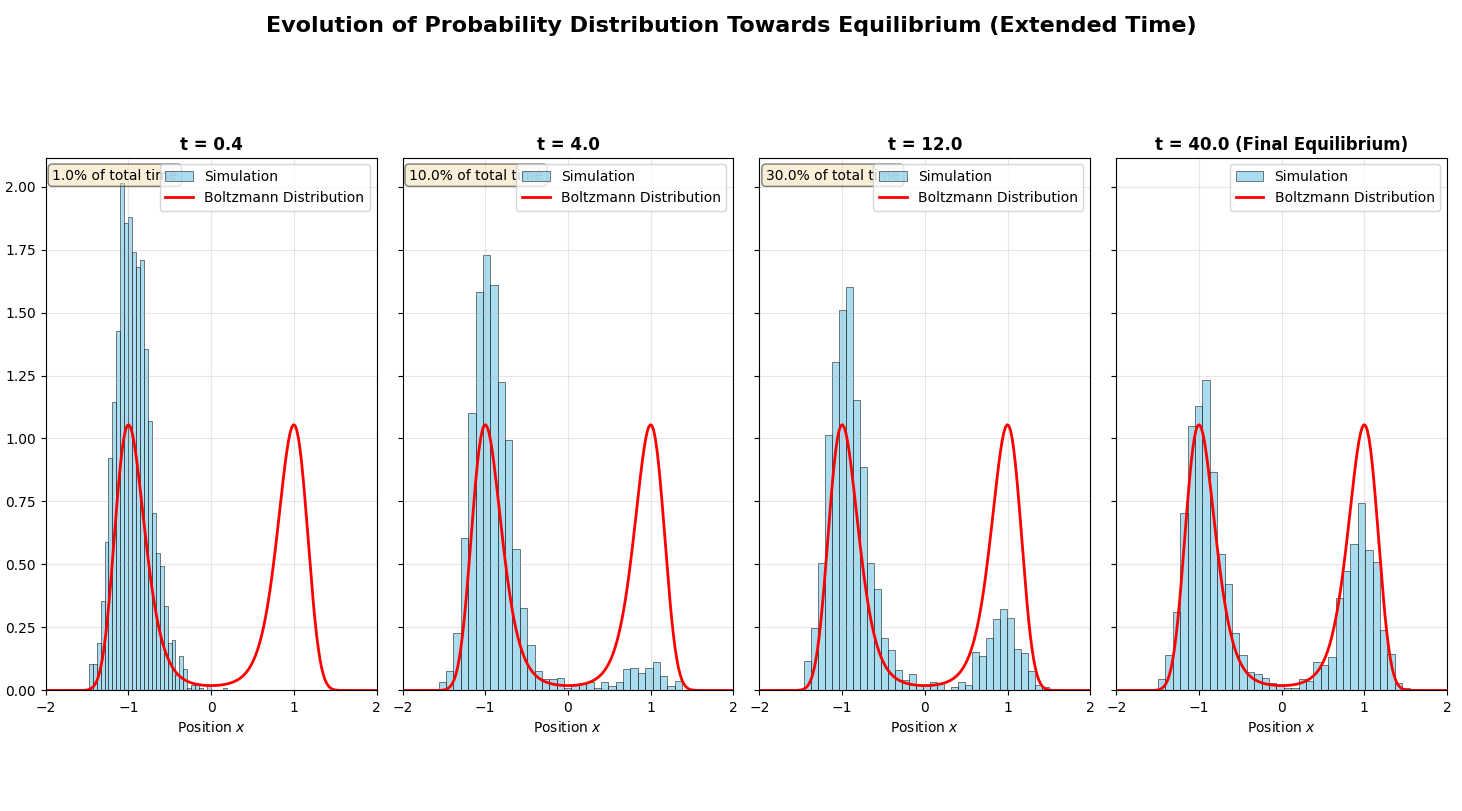 Evolution of Probability Distribution Towards Equilibrium (Extended Time)
t = 0.4
1.0% of total
Simulation
Boltzmann Distribution
2.00
1.75
1.50
1.25
1.00
0.75
0.50
0.25
0.00
−2 −1 0 1 2
Position x
t = 4.0
10.0% of total
Simulation
Boltzmann Distribution
−2 −1 0 1 2
Position x
t = 12.0
30.0% of total
Simulation
Boltzmann Distribution
−2 −1 0 1 2
Position x
t = 40.0 (Final Equilibrium)
Simulation
Boltzmann Distribution
−2 −1 0 1 2
Position x